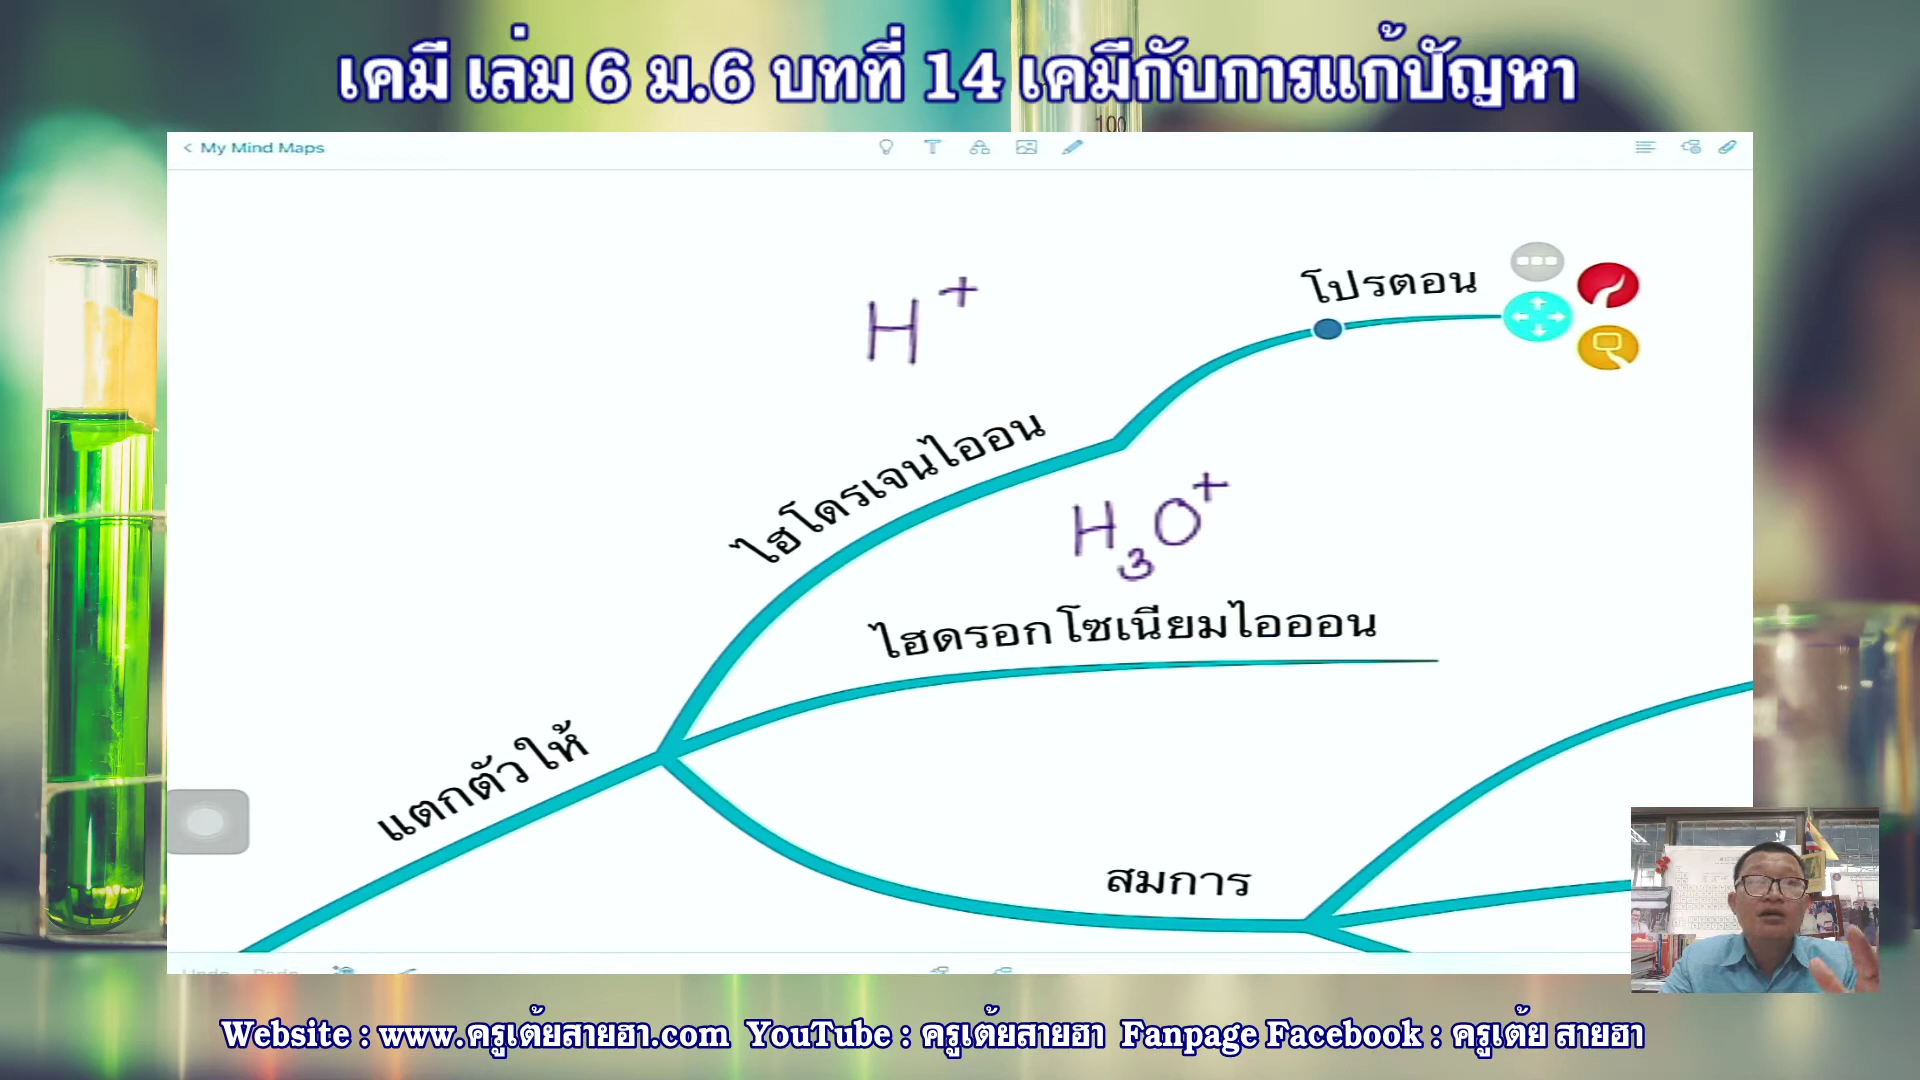 เคมี เล่ม 6 ม.6 บทที่ 14 เคมีกับการแก้ปัญหา
100
< My Mind Maps
โปรตอน
H+
ไฮโดรเจนไอออน
H3O+
ไฮดรอกโซเนียมไอออน
แตกตัวให้
สมการ
Website : www.ครูเต้ยสายฮา.com YouTube : ครูเต้ยสายฮา Fanpage Facebook : ครูเต้ย สายฮา